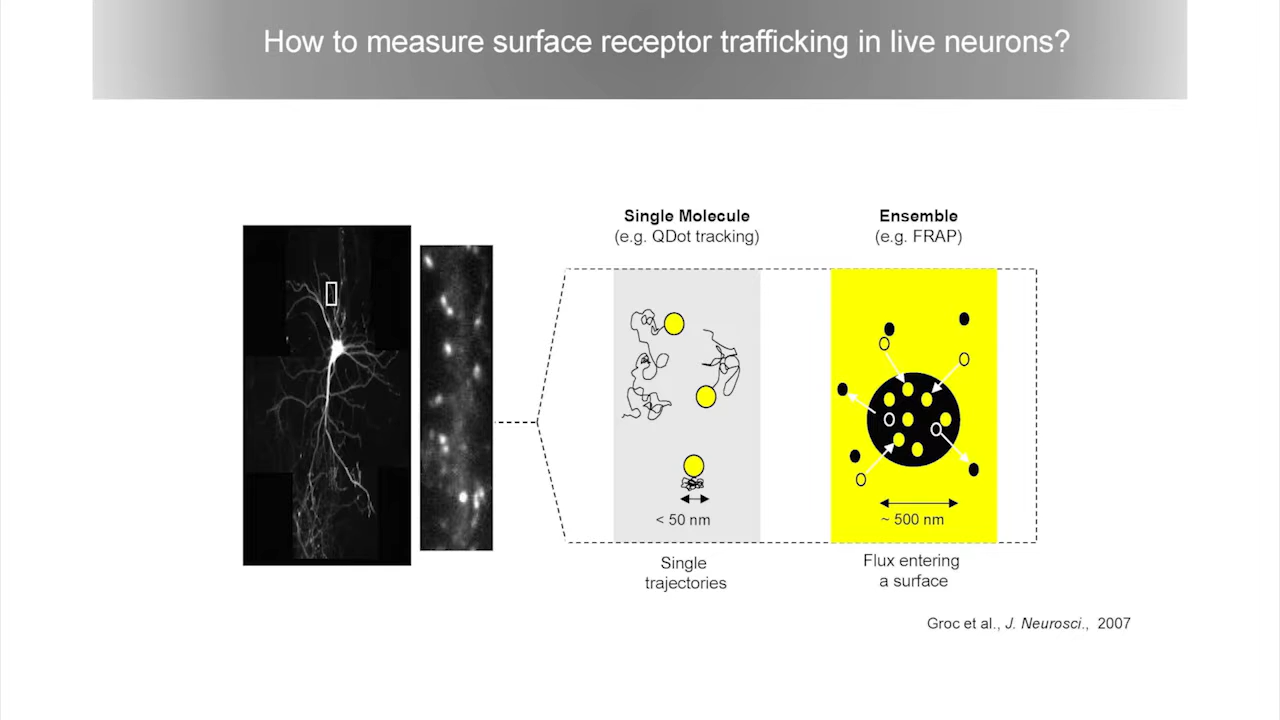 How to measure surface receptor trafficking in live neurons?
Single Molecule
(e.g. QDot tracking)
Ensemble
(e.g. FRAP)
< 50 nm
~ 500 nm
Single
trajectories
Flux entering
a surface
Groc et al., J. Neurosci., 2007